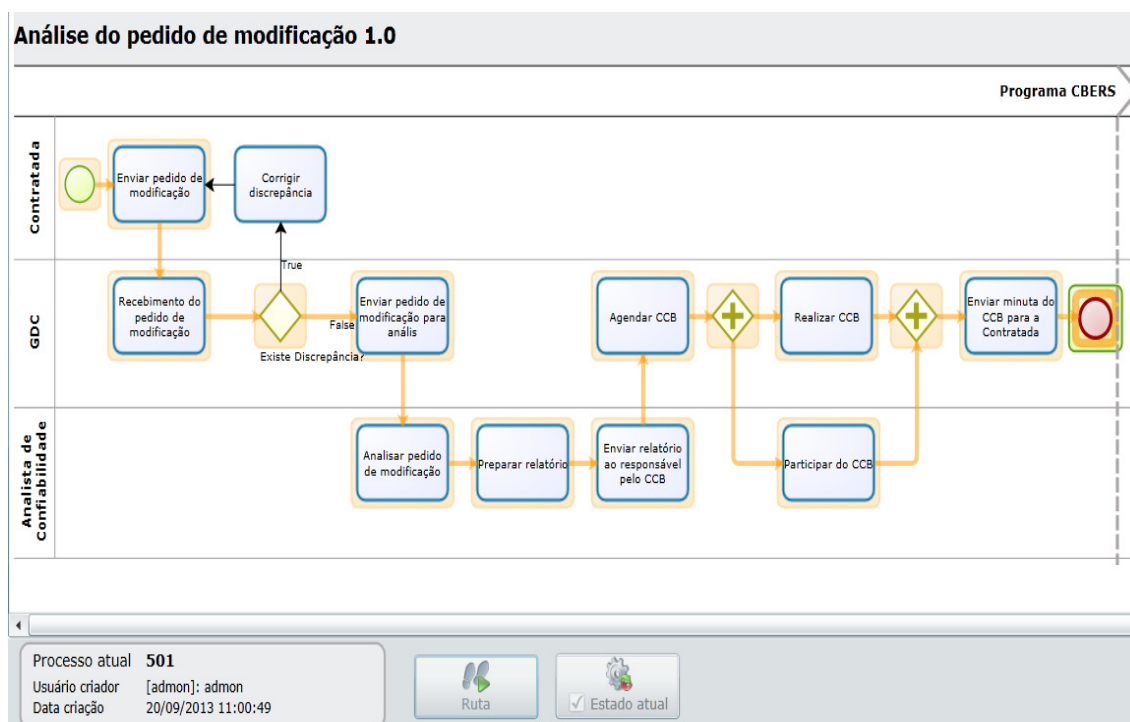 Análise do pedido de modificação 1.0
Programa CBERS
Contratada
Enviar pedido de
modificação
Corrigir
discrepância
True
GDC
Recebimento do
pedido de
modificação
Existe Discrepância?
False
Enviar pedido de
modificação para
anális
Agendar CCB
Realizar CCB
Enviar minuta do
CCB para a
Contratada
Analista de
Confiabilidade
Analisar pedido
de modificação
Preparar relatório
Enviar relatório
ao responsável
pelo CCB
Participar do CCB
Processo atual 501
Usuário criador [admon]: admon
Data criação 20/09/2013 11:00:49
Ruta
Estado atual